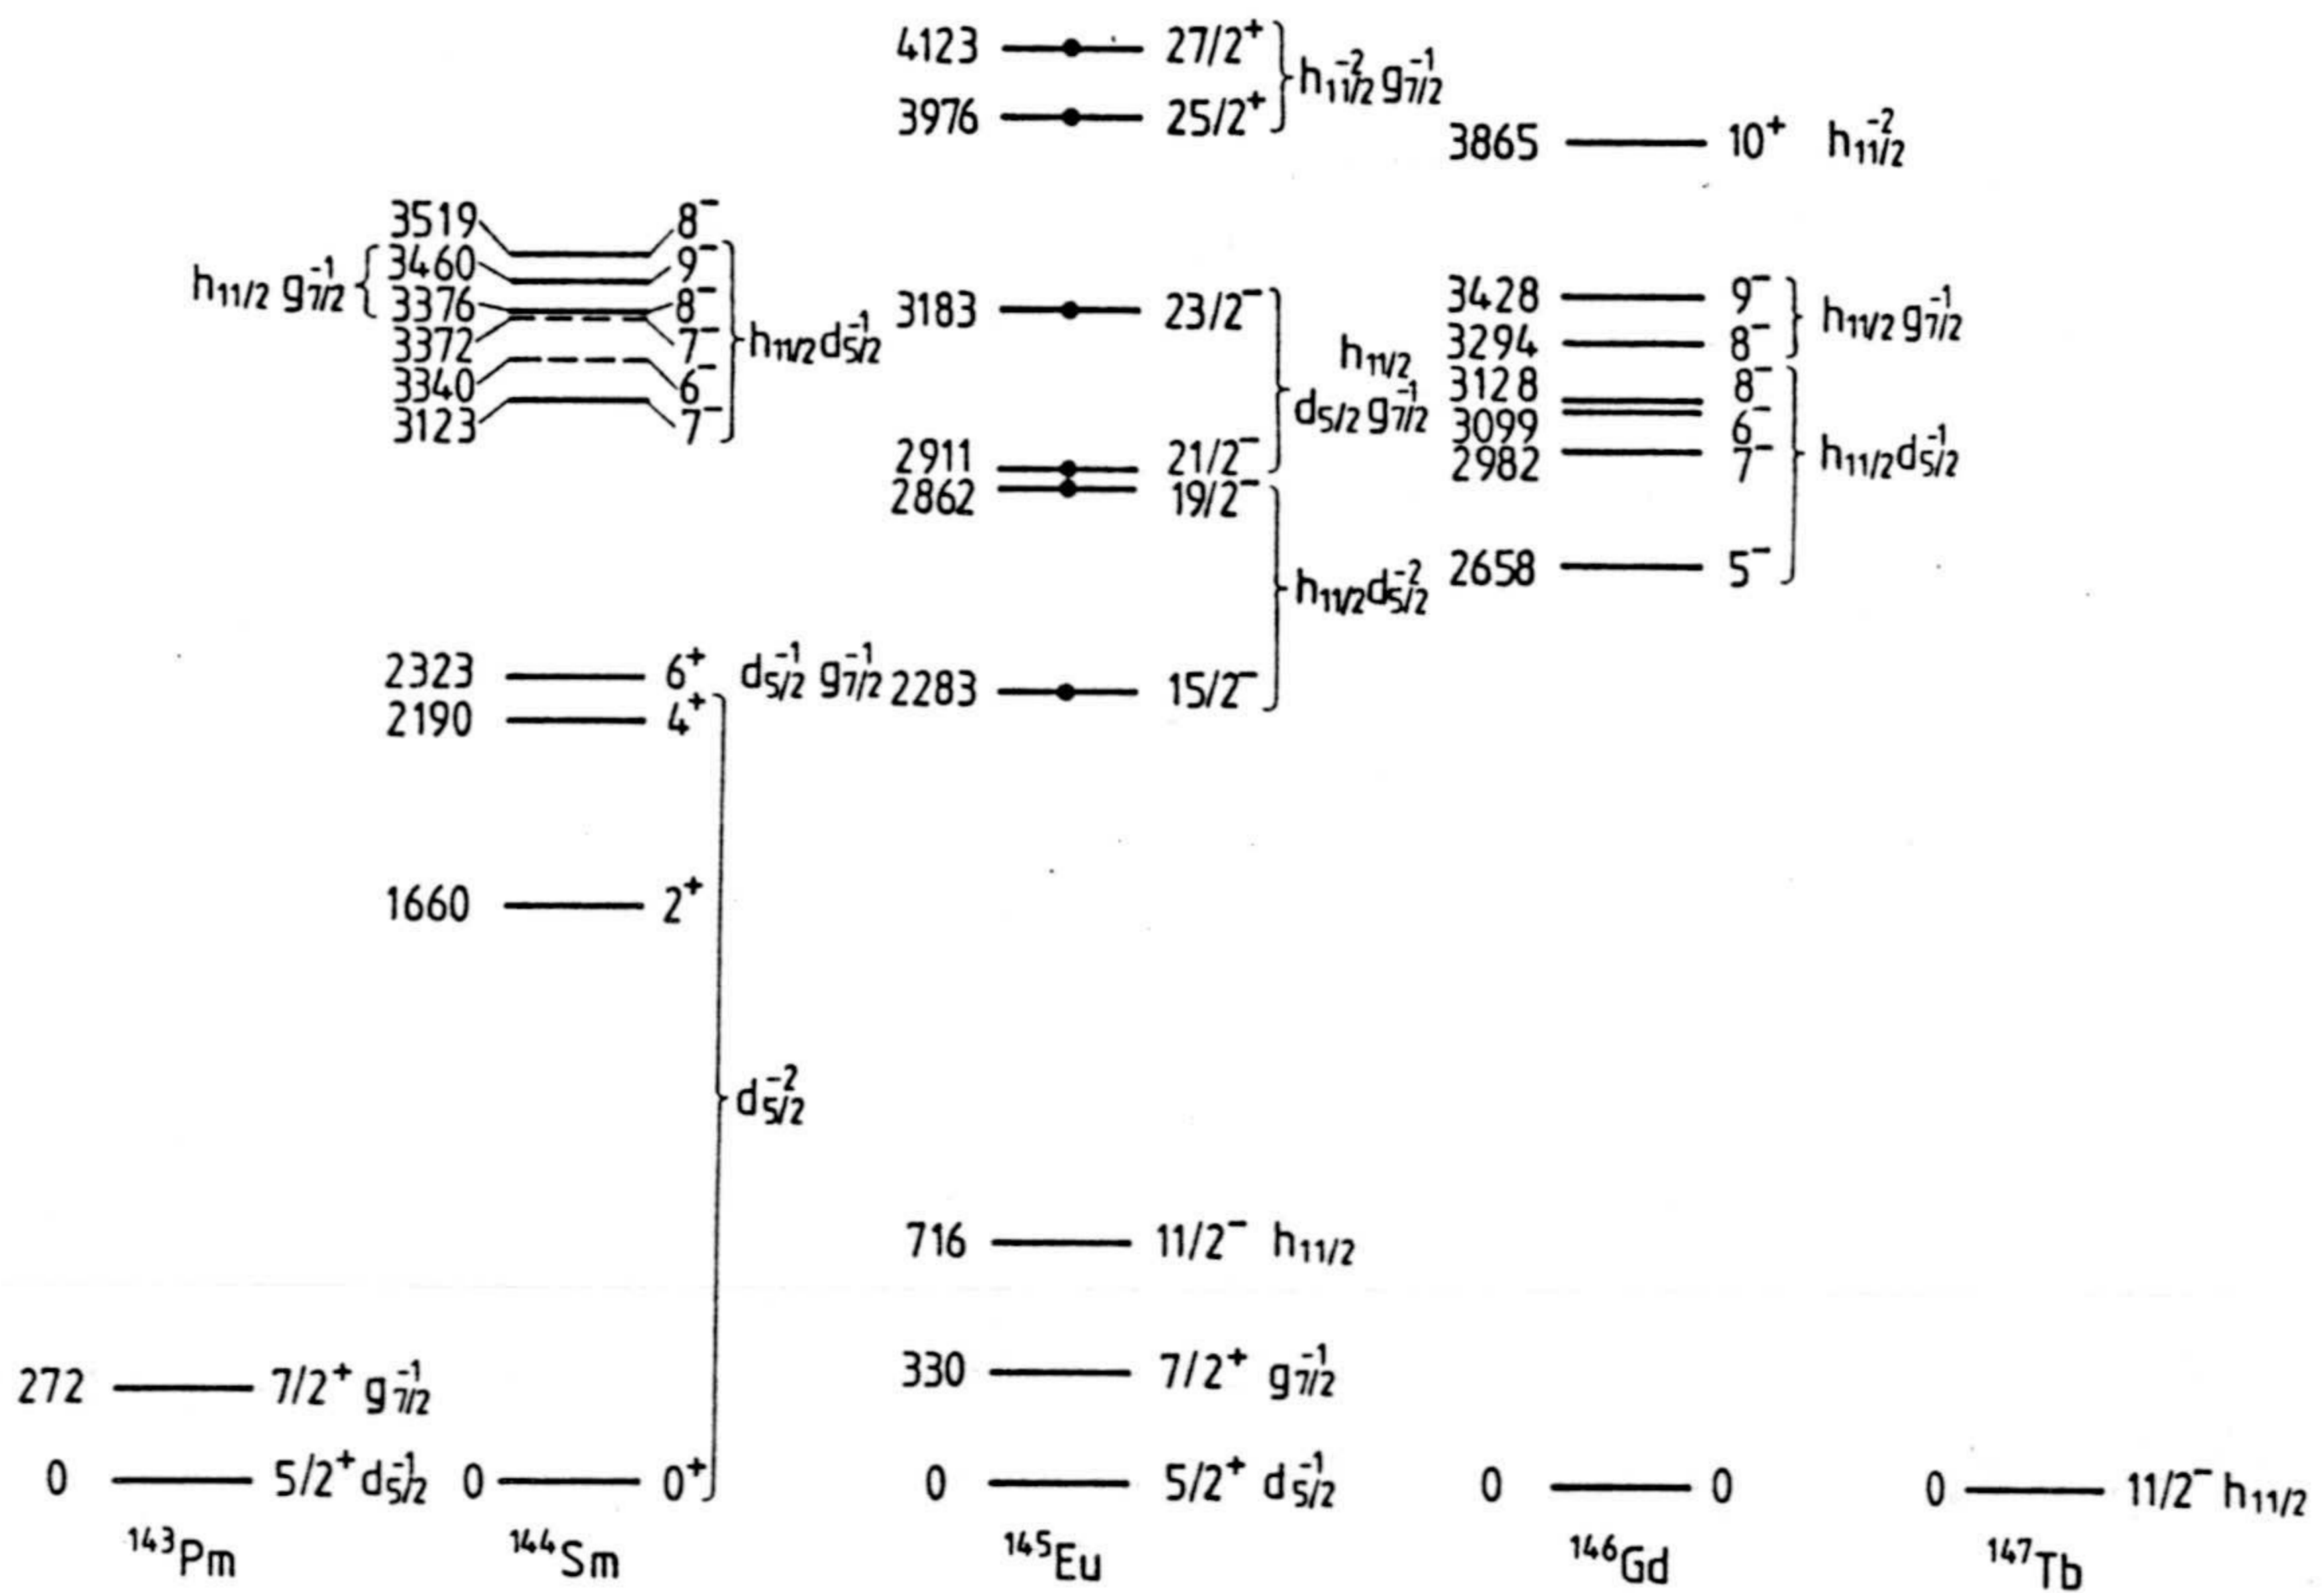 4123 27/2⁺ h₁₁/₂⁻² g₇/₂⁻¹
3976 25/2⁺
3865 10⁺ h₁₁/₂⁻²
3519 8⁻
h₁₁/₂ g₇/₂⁻¹ 3460 9⁻
3376 8⁻
3372 7⁻ h₁₁/₂ d₅/₂⁻¹
3340 6⁻
3123 7⁻
3183 23/2⁻ h₁₁/₂
d₅/₂ g₇/₂⁻¹
2911 21/2⁻
2862 19/2⁻
h₁₁/₂ d₅/₂⁻²
2283 15/2⁻
3428 9⁻ h₁₁/₂ g₇/₂⁻¹
3294 8⁻
3128 8⁻
3099 6⁻ h₁₁/₂ d₅/₂⁻¹
2982 7⁻
2658 5⁻
2323 6⁺ d₅/₂⁻¹ g₇/₂⁻¹
2190 4⁺
1660 2⁺
d₅/₂⁻²
716 11/2⁻ h₁₁/₂
272 7/2⁺ g₇/₂⁻¹
330 7/2⁺ g₇/₂⁻¹
0 5/2⁺ d₅/₂⁻¹
0 0⁺
0 5/2⁺ d₅/₂⁻¹
0 0
0 11/2⁻ h₁₁/₂
¹⁴³Pm
¹⁴⁴Sm
¹⁴⁵Eu
¹⁴⁶Gd
¹⁴⁷Tb